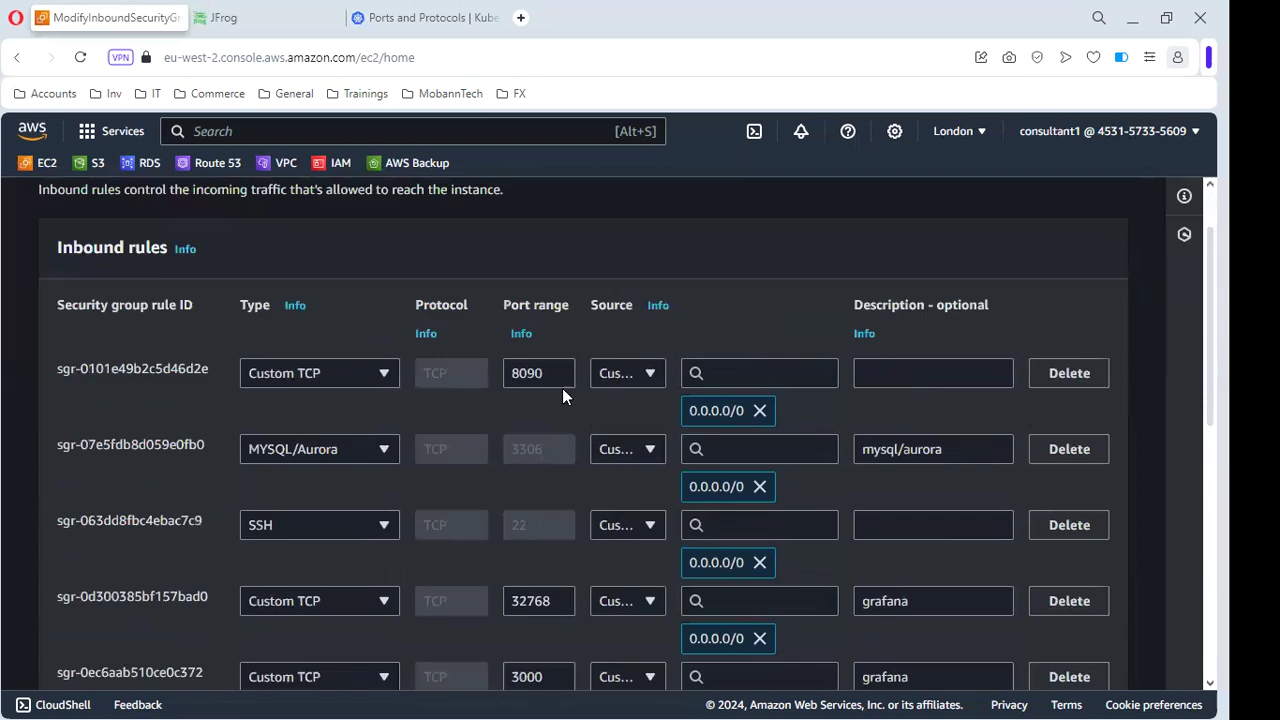 ModifyInboundSecurityGr
JFrog
Ports and Protocols | Kube
VPN
eu-west-2.console.aws.amazon.com/ec2/home
Accounts
Inv
IT
Commerce
General
Trainings
MobannTech
FX
aws
Services
Search
[Alt+S]
London
consultant1 @ 4531-5733-5609
EC2
S3
RDS
Route 53
VPC
IAM
AWS Backup
Inbound rules control the incoming traffic that's allowed to reach the instance.
Inbound rules Info
Security group rule ID
Type Info
Protocol Info
Port range Info
Source Info
Description - optional Info
sgr-0101e49b2c5d46d2e
Custom TCP
TCP
8090
Cus...
Delete
0.0.0.0/0
sgr-07e5fdb8d059e0fb0
MYSQL/Aurora
TCP
3306
Cus...
mysql/aurora
Delete
0.0.0.0/0
sgr-063dd8fbc4ebac7c9
SSH
TCP
22
Cus...
Delete
0.0.0.0/0
sgr-0d300385bf157bad0
Custom TCP
TCP
32768
Cus...
grafana
Delete
0.0.0.0/0
sgr-0ec6aab510ce0c372
Custom TCP
TCP
3000
Cus...
grafana
Delete
CloudShell
Feedback
© 2024, Amazon Web Services, Inc. or its affiliates.
Privacy
Terms
Cookie preferences